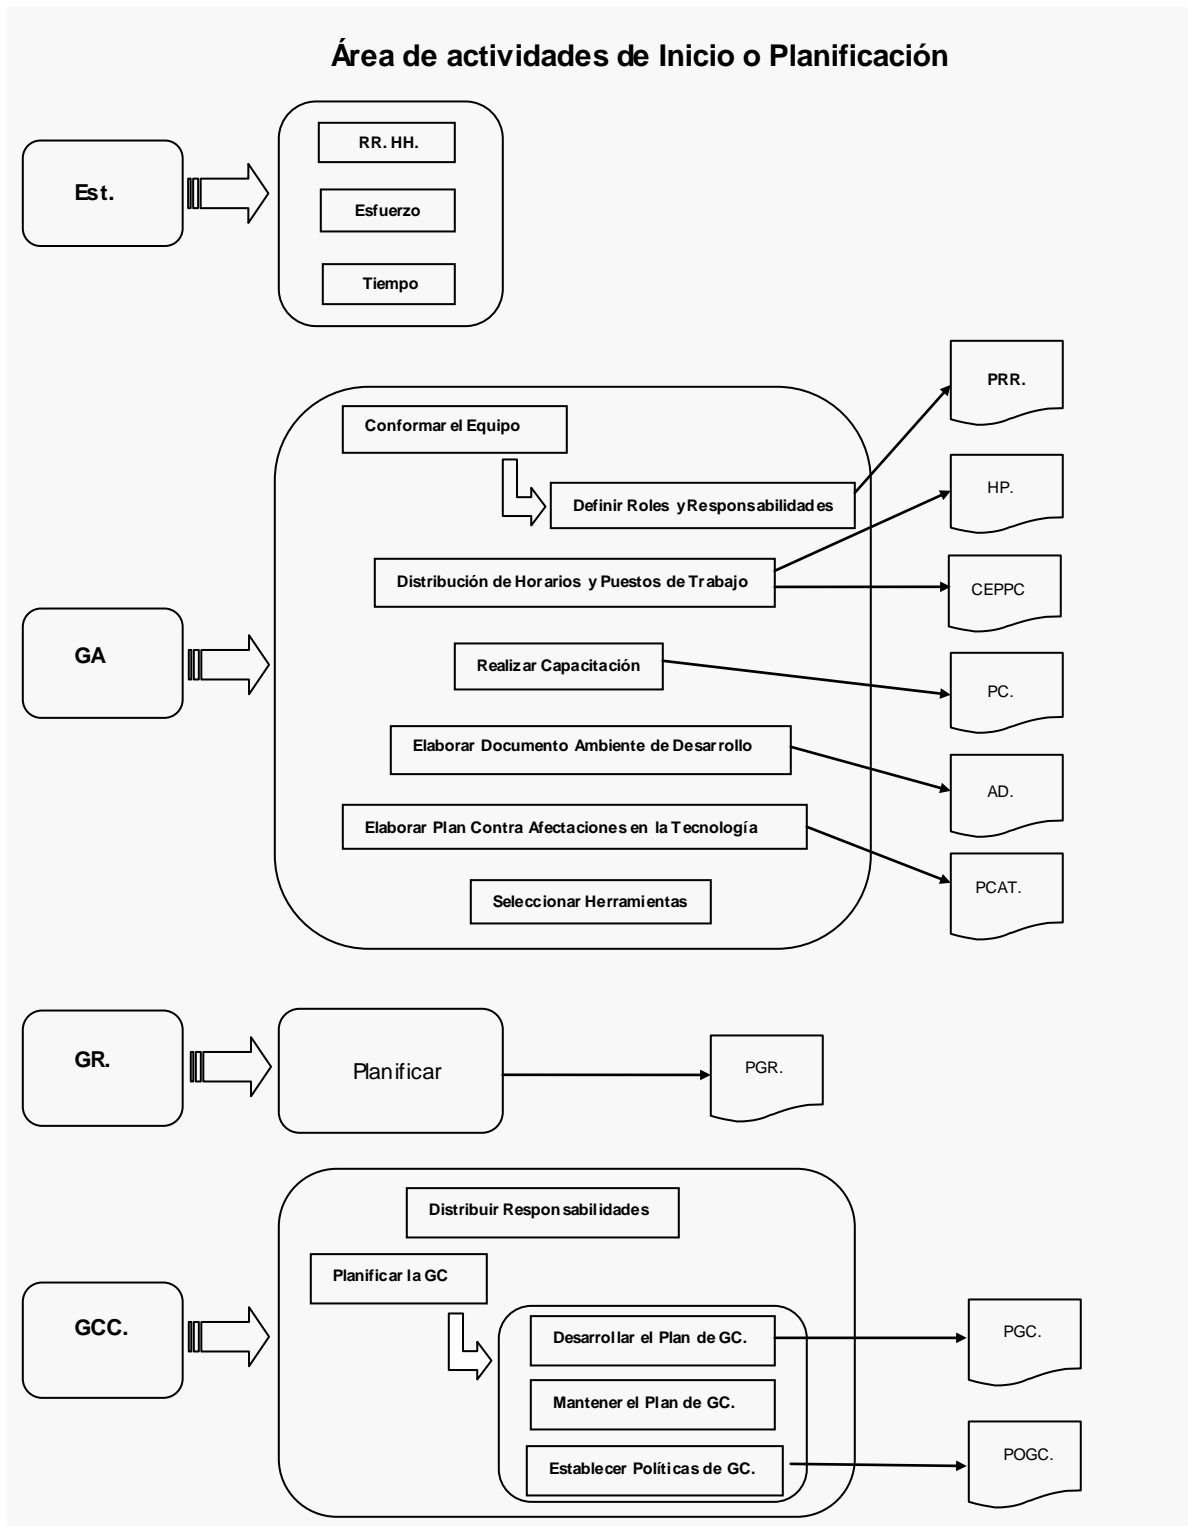 Área de actividades de Inicio o Planificación
RR. HH.
Est.
Esfuerzo
Tiempo
PRR.
Conformar el Equipo
HP.
Definir Roles y Responsabilidades
Distribución de Horarios y Puestos de Trabajo
CEPPC
GA
Realizar Capacitación
PC.
Elaborar Documento Ambiente de Desarrollo
AD.
Elaborar Plan Contra Afectaciones en la Tecnología
PCAT.
Seleccionar Herramientas
GR.
Planificar
PGR.
Distribuir Responsabilidades
Planificar la GC
GCC.
Desarrollar el Plan de GC.
PGC.
Mantener el Plan de GC.
Establecer Políticas de GC.
POGC.